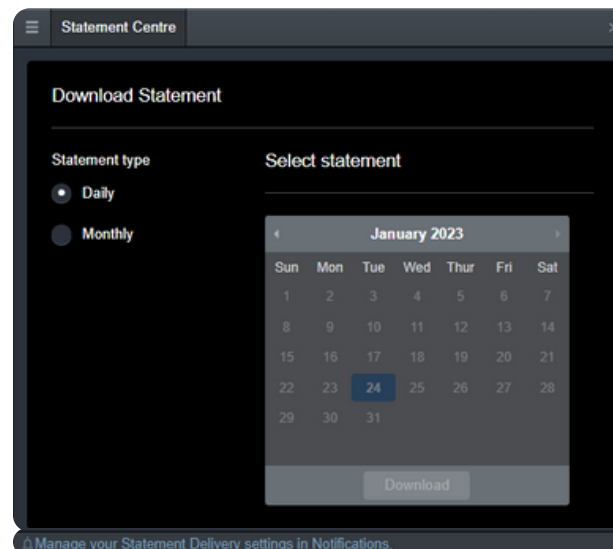 Statement Centre
Download Statement
Statement type
Select statement
Daily
Monthly
January 2023
Sun Mon Tue Wed Thur Fri Sat
1 2 3 4 5 6 7
8 9 10 11 12 13 14
15 16 17 18 19 20 21
22 23 24 25 26 27 28
29 30 31
Download
Manage your Statement Delivery settings in Notifications